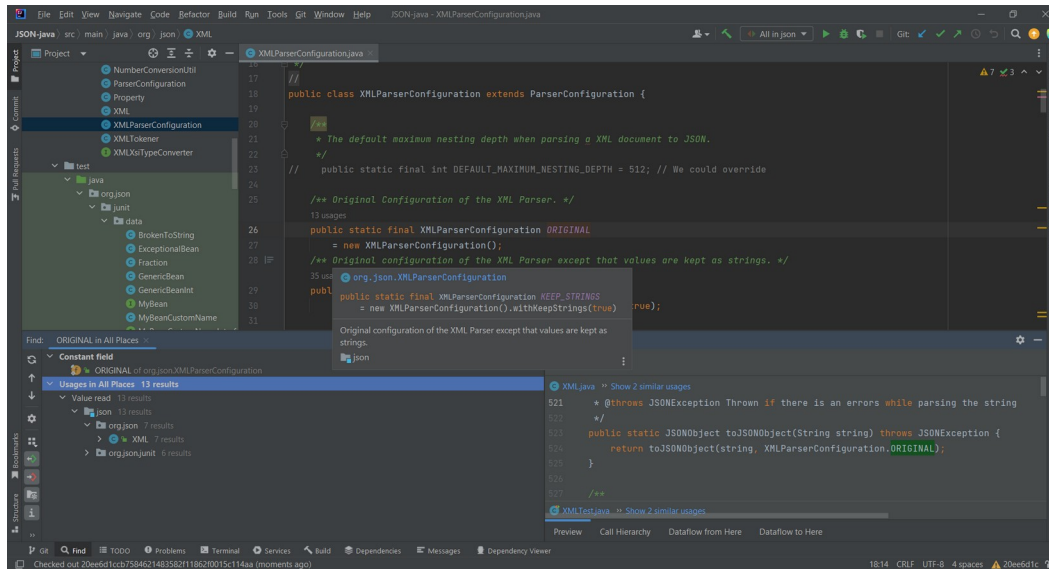 File Edit View Navigate Code Refactor Build Run Tools Git Window Help JSON-java - XMLParserConfiguration.java
JSON-java src main java org json XML
All in json Git:
Project
XMLParserConfiguration.java
NumberConversionUtil
ParserConfiguration
Property
XML
XMLParserConfiguration
XMLTokener
XMLXsiTypeConverter
test
java
org.json
junit
data
BrokenToString
ExceptionalBean
Fraction
GenericBean
GenericBeanInt
MyBean
MyBeanCustomName
Project
Commit
Pull Requests
Bookmarks
Structure
7 3
16 */
17 //
18 public class XMLParserConfiguration extends ParserConfiguration {
19
20 /**
21 * The default maximum nesting depth when parsing a XML document to JSON.
22 */
23 // public static final int DEFAULT_MAXIMUM_NESTING_DEPTH = 512; // We could override
24
25 /** Original Configuration of the XML Parser. */
13 usages
26 public static final XMLParserConfiguration ORIGINAL
27 = new XMLParserConfiguration();
28 /** Original configuration of the XML Parser except that values are kept as strings. */
35 usa
29 publ
30 true);
31
org.json.XMLParserConfiguration
public static final XMLParserConfiguration KEEP_STRINGS
= new XMLParserConfiguration().withKeepStrings(true)
Original configuration of the XML Parser except that values are kept as
strings.
json
Find: ORIGINAL in All Places
Constant field
ORIGINAL of org.json.XMLParserConfiguration
Usages in All Places 13 results
Value read 13 results
json 13 results
org.json 7 results
XML 7 results
org.json.junit 6 results
XML.java Show 2 similar usages
521 * @throws JSONException Thrown if there is an errors while parsing the string
522 */
523 public static JSONObject toJSONObject(String string) throws JSONException {
524 return toJSONObject(string, XMLParserConfiguration.ORIGINAL);
525 }
526
527 /**
XMLTest.java Show 2 similar usages
Preview Call Hierarchy Dataflow from Here Dataflow to Here
Git Find TODO Problems Terminal Services Build Dependencies Messages Dependency Viewer
Checked out 20ee6d1ccb7584621483582f11862f0015c114aa (moments ago) 18:14 CRLF UTF-8 4 spaces 20ee6d1c